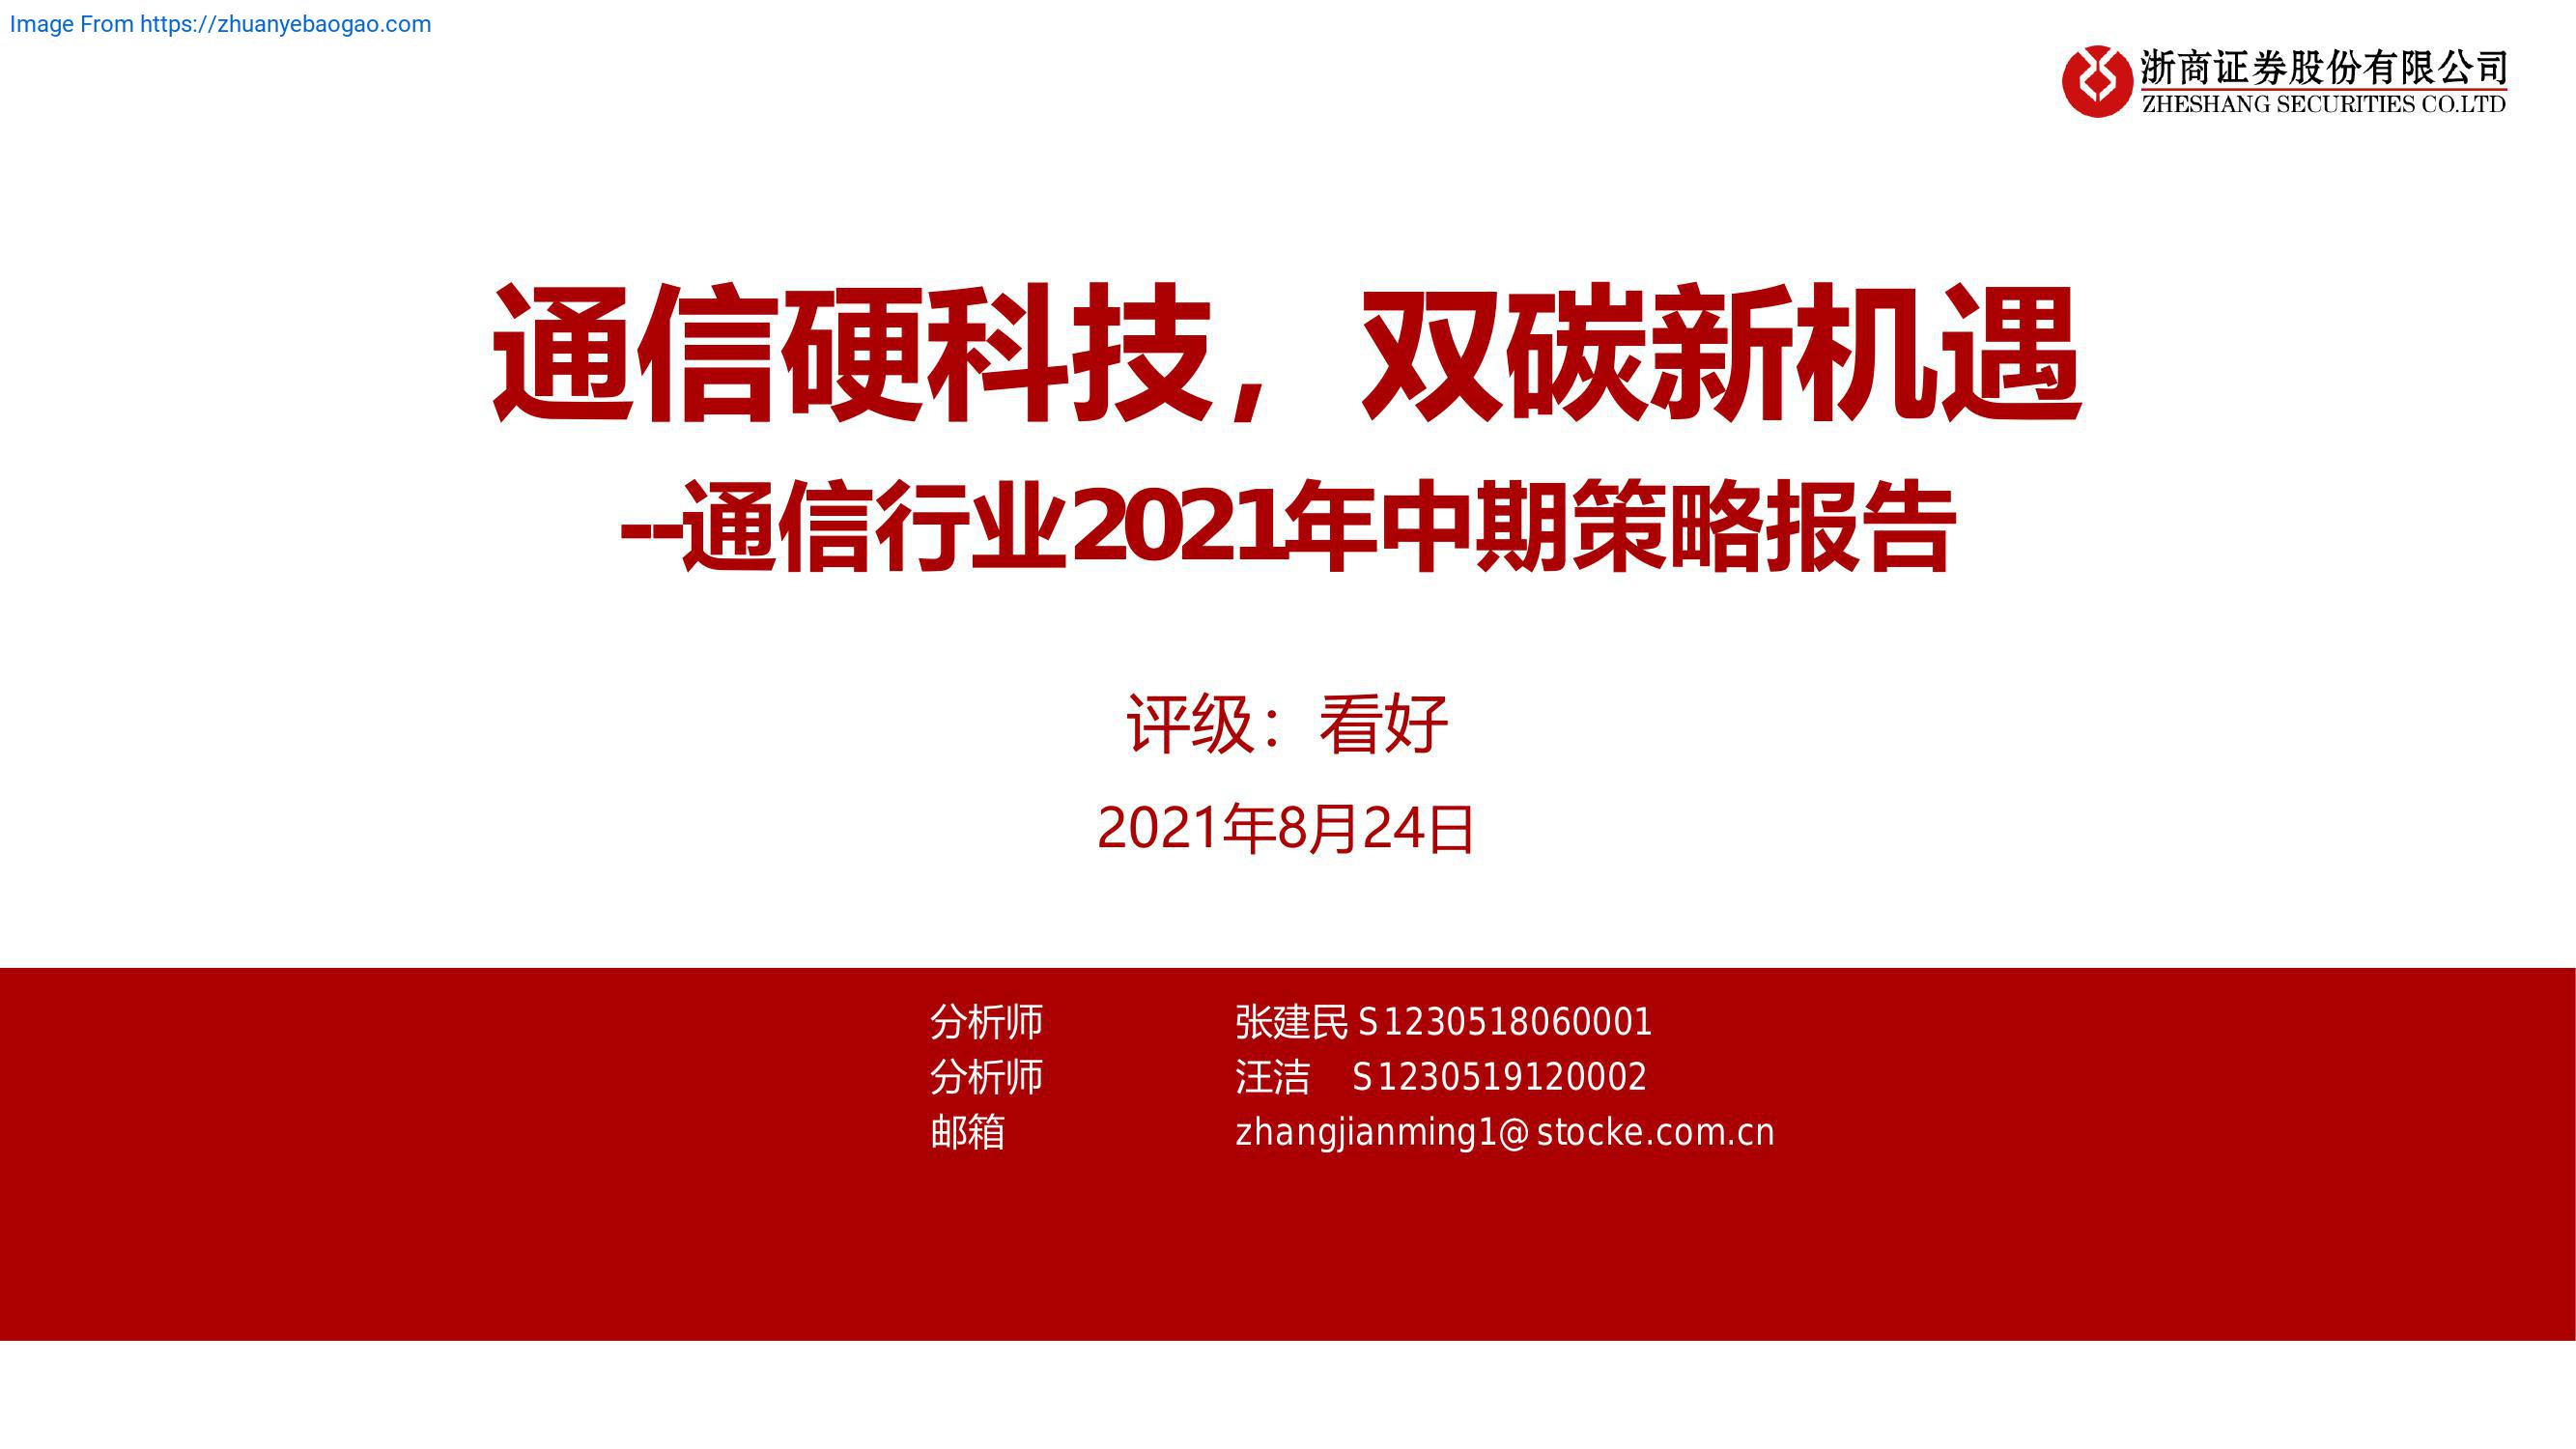 Image From https://zhuanyebaogao.com
浙商证券股份有限公司
ZHESHANG SECURITIES CO.LTD
通信硬科技，双碳新机遇
--通信行业2021年中期策略报告
评级：看好
2021年8月24日
分析师 张建民 S1230518060001
分析师 汪洁 S1230519120002
邮箱 zhangjianming1@stocke.com.cn